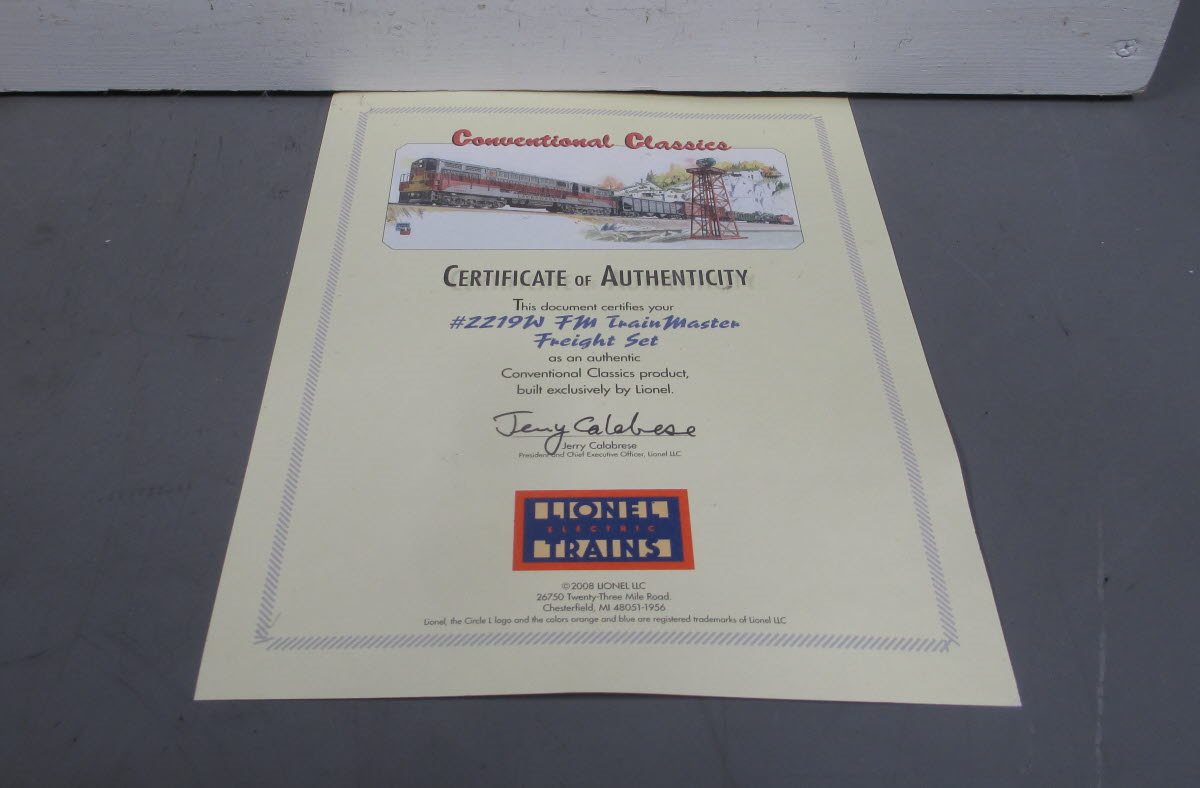 Conventional Classics
CERTIFICATE OF AUTHENTICITY
This document certifies your
#2219W FM TrainMaster
Freight Set
as an authentic
Conventional Classics product,
built exclusively by Lionel.
Jerry Calabrese
Jerry Calabrese
President and Chief Executive Officer, Lionel LLC
LIONEL
ELECTRIC
TRAINS
©2008 LIONEL LLC
26750 Twenty-Three Mile Road.
Chesterfield, MI 48051-1956
Lionel, the Circle L logo and the colors orange and blue are registered trademarks of Lionel LLC